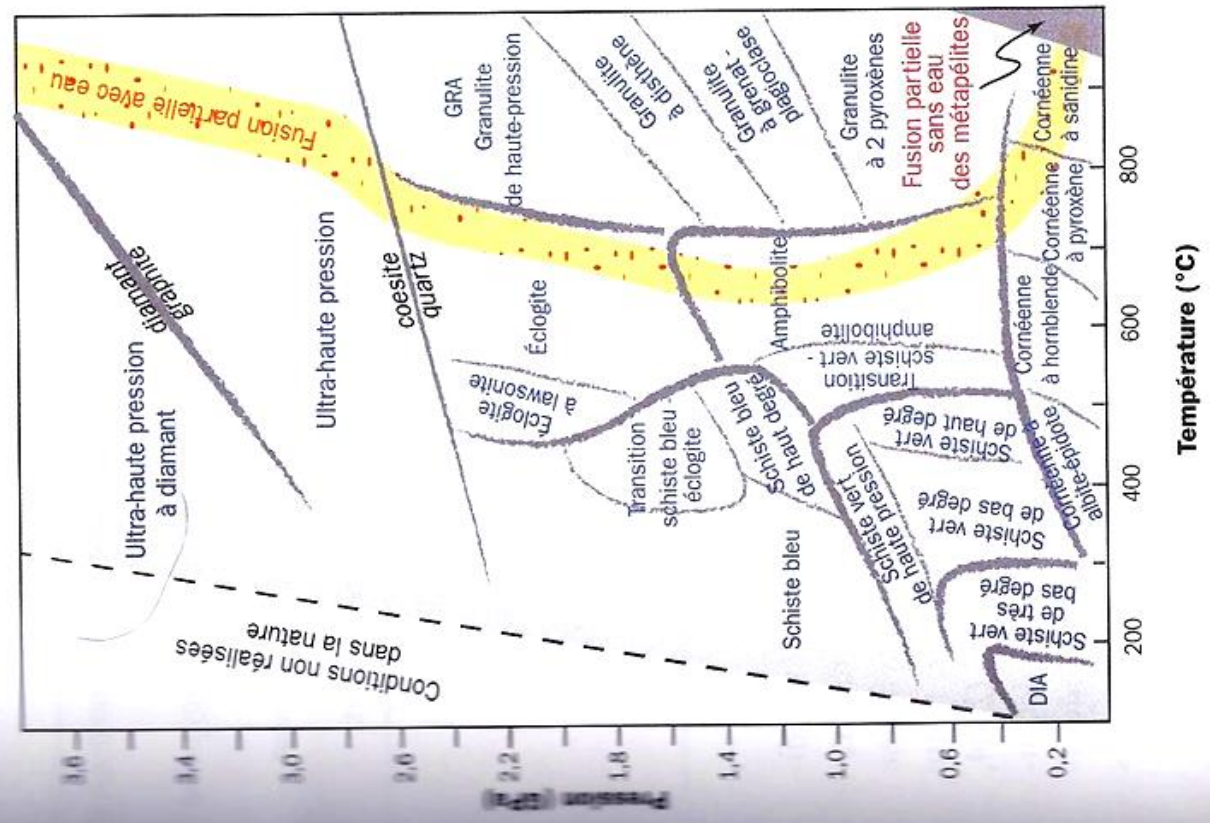 Fusion partielle avec eau
diamant
graphite
Ultra-haute pression
à diamant
Ultra-haute pression
coesite
quartz
Conditions non réalisées
dans la nature
GRA
Granulite
de haute-pression
Granulite
à disthène
Granulite
à grenat -
plagioclase
Granulite
à 2 pyroxènes
Fusion partielle
sans eau
des métapélites
Éclogite
Éclogite
à lawsonite
Amphibolite
Transition
schiste vert -
amphibolite
Transition
schiste bleu
éclogite
Schiste bleu
de haut degré
Schiste bleu
Schiste vert
de haute pression
Schiste vert
de haut degré
Schiste vert
de bas degré
Schiste vert
de très
bas degré
DIA
Cornéenne
à sanidine
Cornéenne
à pyroxène
Cornéenne
à hornblende
Cornéenne à
albite-épidote
Température (°C)
200
400
600
800
Pression (GPa)
3,6
3,4
3,0
2,6
2,2
1,8
1,4
1,0
0,6
0,2